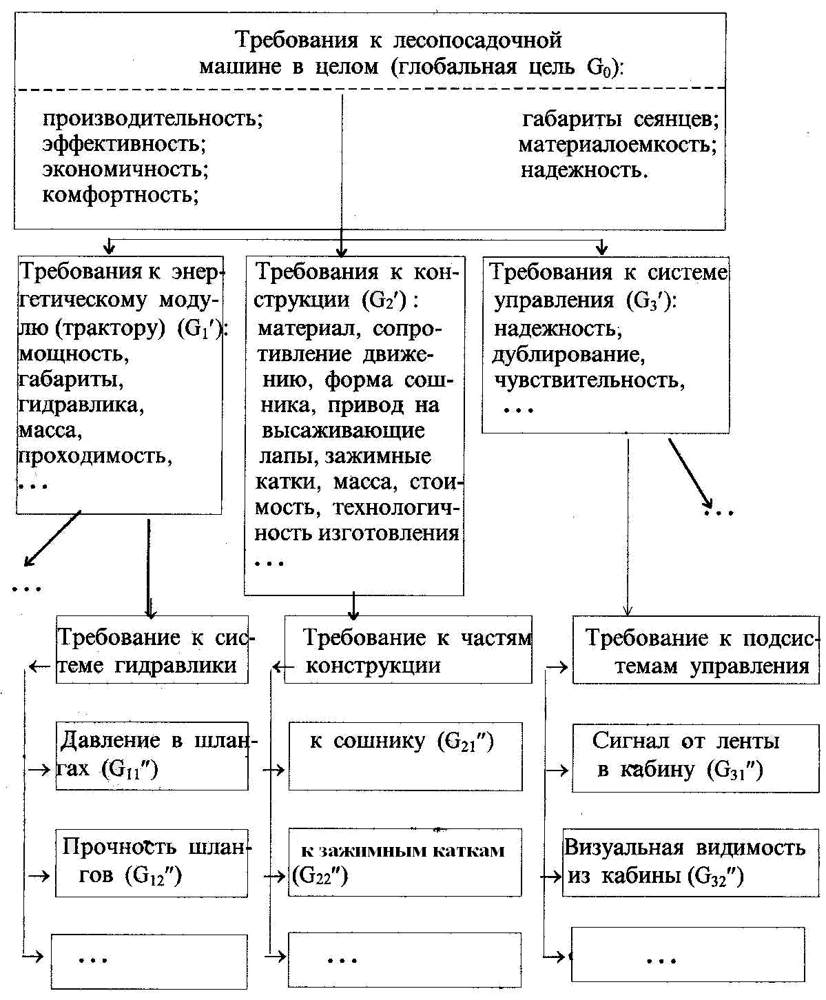 Требования к лесопосадочной
машине в целом (глобальная цель G₀):
производительность;
эффективность;
экономичность;
комфортность;
габариты сеянцев;
материалоемкость;
надежность.
Требования к энер-
гетическому моду-
лю (трактору) (G₁′):
мощность,
габариты,
гидравлика,
масса,
проходимость,
...
Требования к кон-
струкции (G₂′) :
материал, сопро-
тивление движе-
нию, форма сош-
ника, привод на
высаживающие
лапы, зажимные
катки, масса, стои-
мость, технологич-
ность изготовления
...
Требования к системе
управления (G₃′):
надежность,
дублирование,
чувствительность,
...
...
...
Требование к сис-
теме гидравлики
Давление в шлан-
гах (G₁₁″)
Прочность шлан-
гов (G₁₂″)
...
Требование к частям
конструкции
к сошнику (G₂₁″)
к зажимным каткам
(G₂₂″)
...
Требование к подсис-
темам управления
Сигнал от ленты
в кабину (G₃₁″)
Визуальная видимость
из кабины (G₃₂″)
...